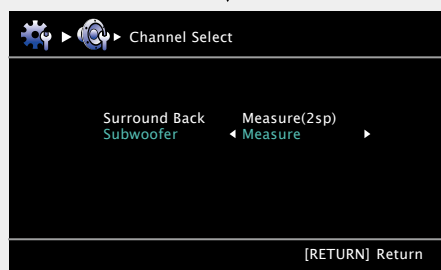 Channel Select
Surround Back Measure(2sp)
Subwoofer Measure
[RETURN] Return